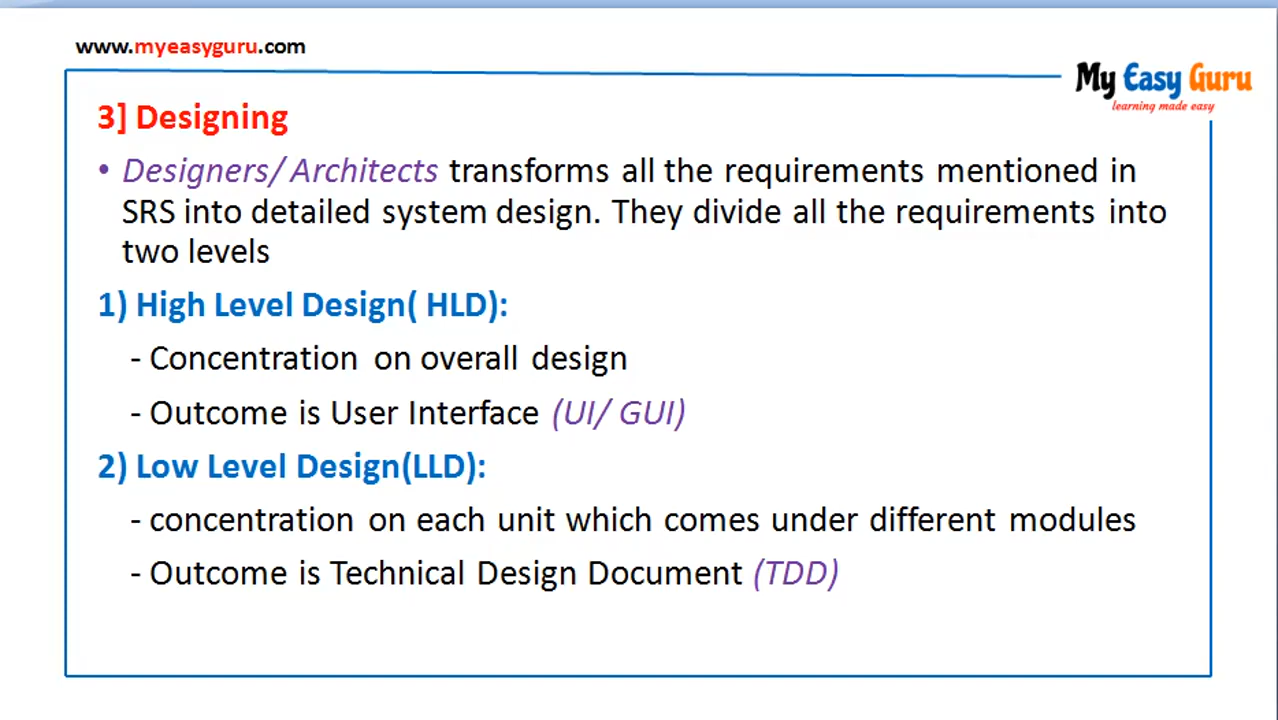 www.myeasyguru.com
My Easy Guru
learning made easy
3] Designing
• Designers/ Architects transforms all the requirements mentioned in
SRS into detailed system design. They divide all the requirements into
two levels
1) High Level Design( HLD):
- Concentration on overall design
- Outcome is User Interface (UI/ GUI)
2) Low Level Design(LLD):
- concentration on each unit which comes under different modules
- Outcome is Technical Design Document (TDD)